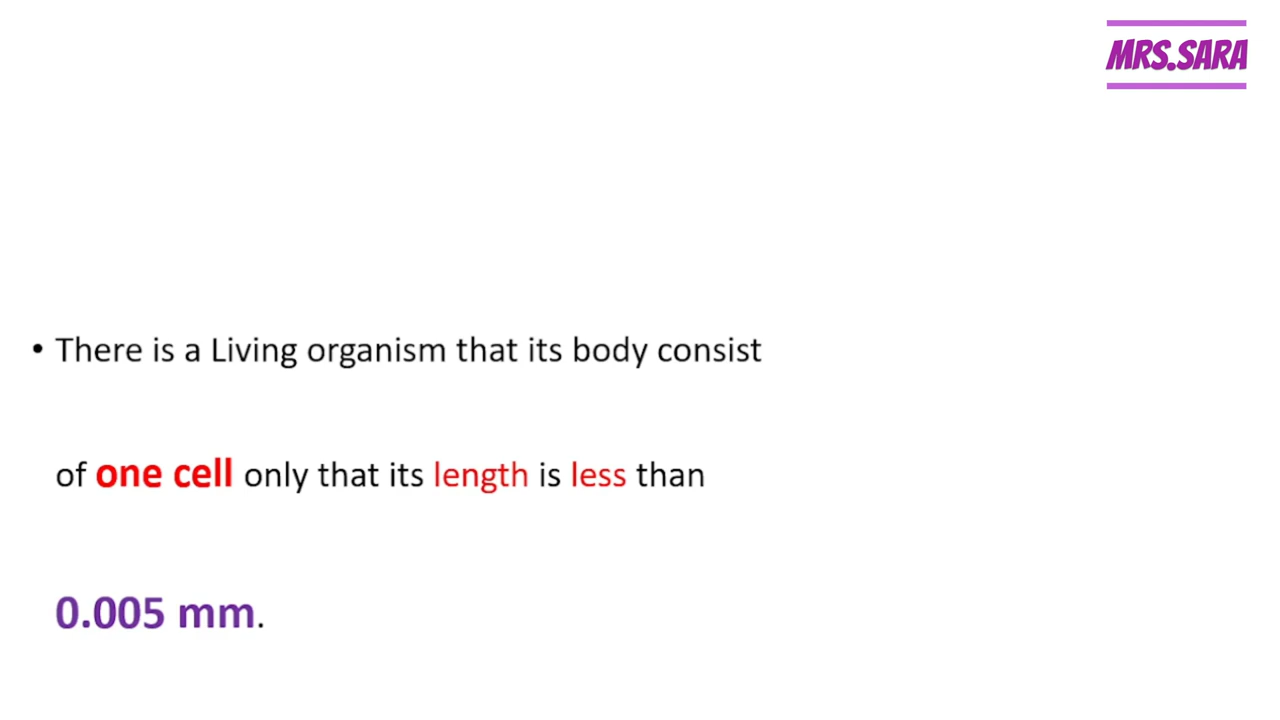 MRS.SARA
• There is a Living organism that its body consist
of one cell only that its length is less than
0.005 mm.